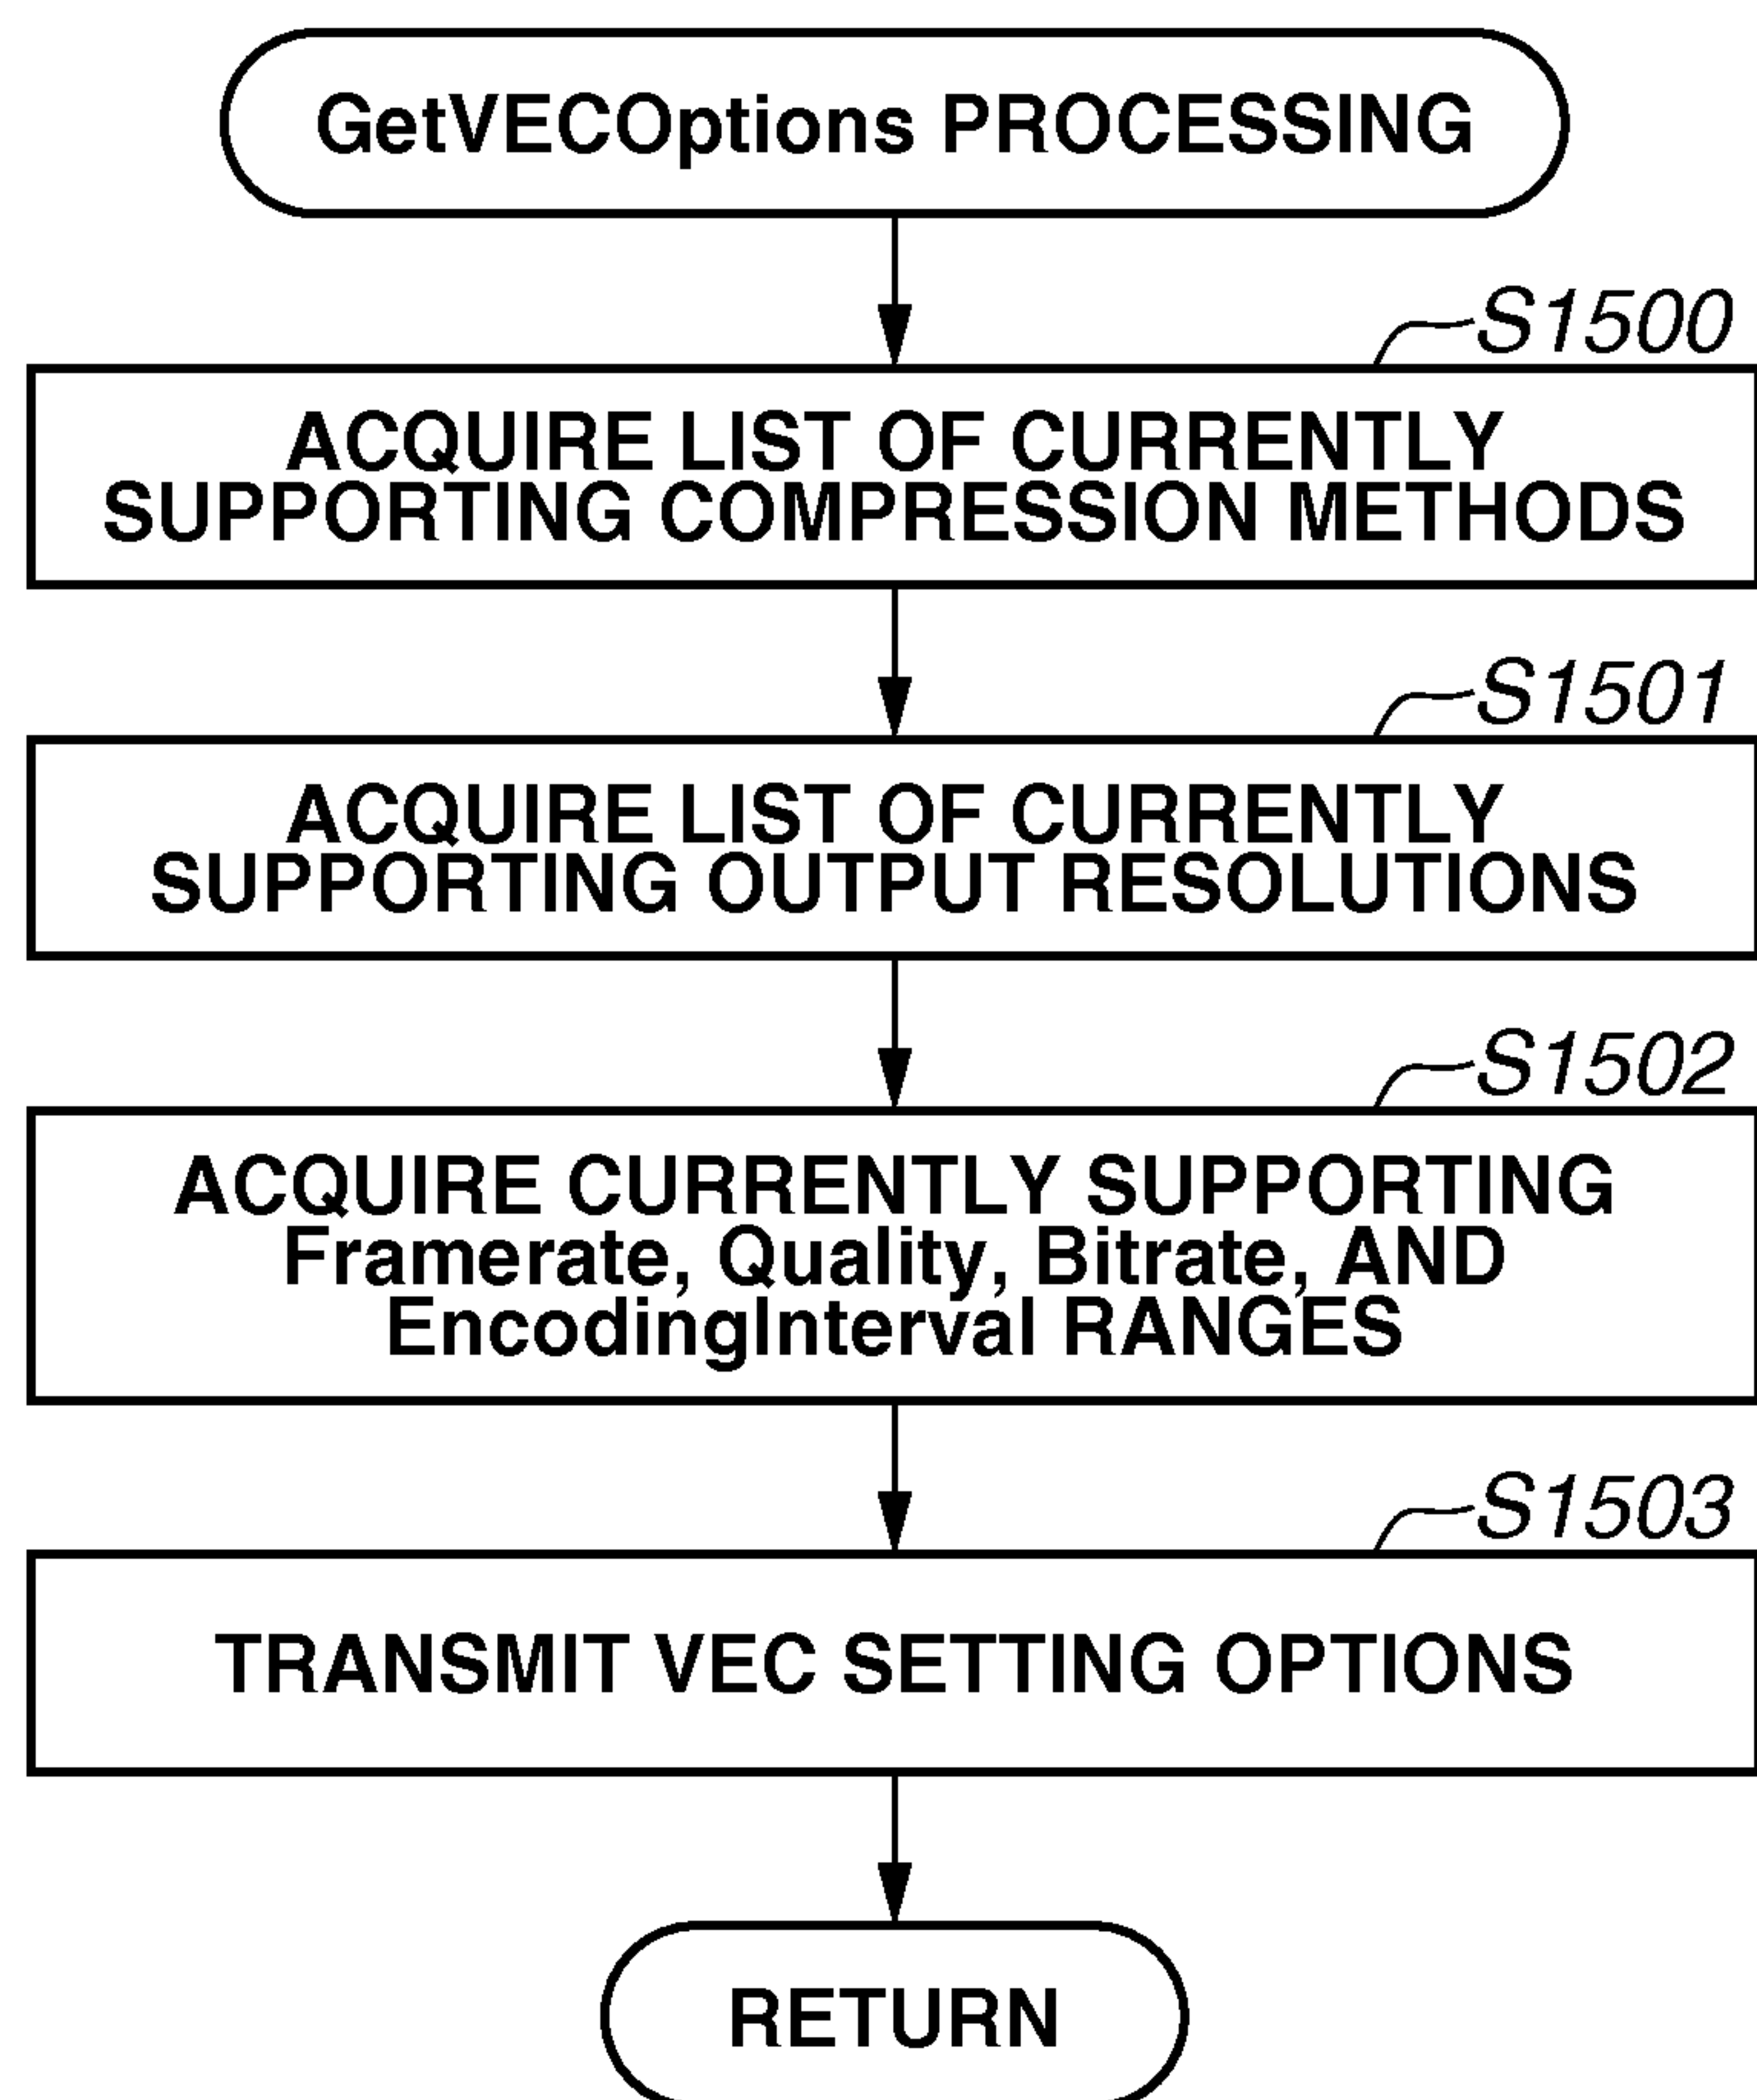 GetVECOptions PROCESSING
S1500
ACQUIRE LIST OF CURRENTLY
SUPPORTING COMPRESSION METHODS
S1501
ACQUIRE LIST OF CURRENTLY
SUPPORTING OUTPUT RESOLUTIONS
S1502
ACQUIRE CURRENTLY SUPPORTING
Framerate, Quality, Bitrate, AND
EncodingInterval RANGES
S1503
TRANSMIT VEC SETTING OPTIONS
RETURN